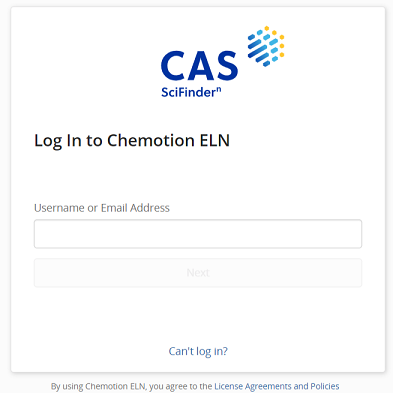 CAS
SciFinderⁿ
Log In to Chemotion ELN
Username or Email Address
Next
Can't log in?
By using Chemotion ELN, you agree to the License Agreements and Policies